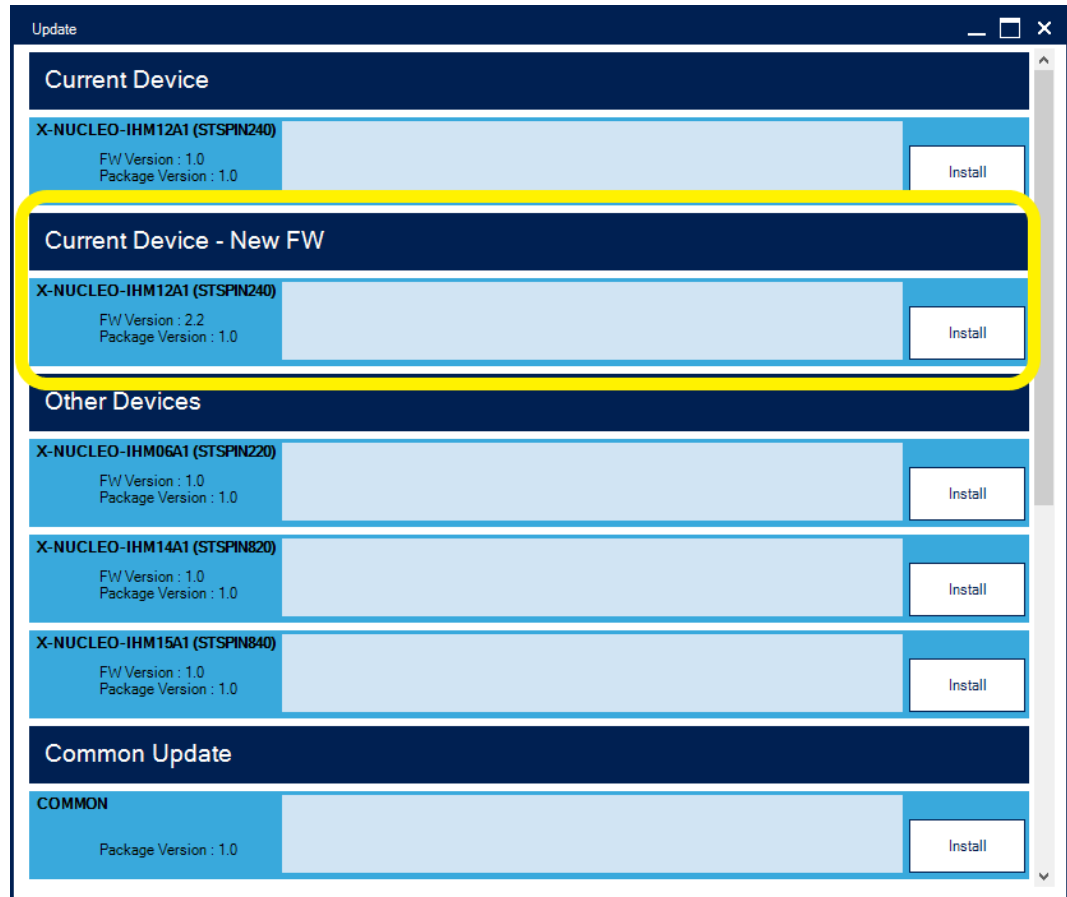 Update
Current Device
X-NUCLEO-IHM12A1 (STSPIN240)
FW Version : 1.0
Package Version : 1.0
Install
Current Device - New FW
X-NUCLEO-IHM12A1 (STSPIN240)
FW Version : 2.2
Package Version : 1.0
Install
Other Devices
X-NUCLEO-IHM06A1 (STSPIN220)
FW Version : 1.0
Package Version : 1.0
Install
X-NUCLEO-IHM14A1 (STSPIN820)
FW Version : 1.0
Package Version : 1.0
Install
X-NUCLEO-IHM15A1 (STSPIN840)
FW Version : 1.0
Package Version : 1.0
Install
Common Update
COMMON
Package Version : 1.0
Install